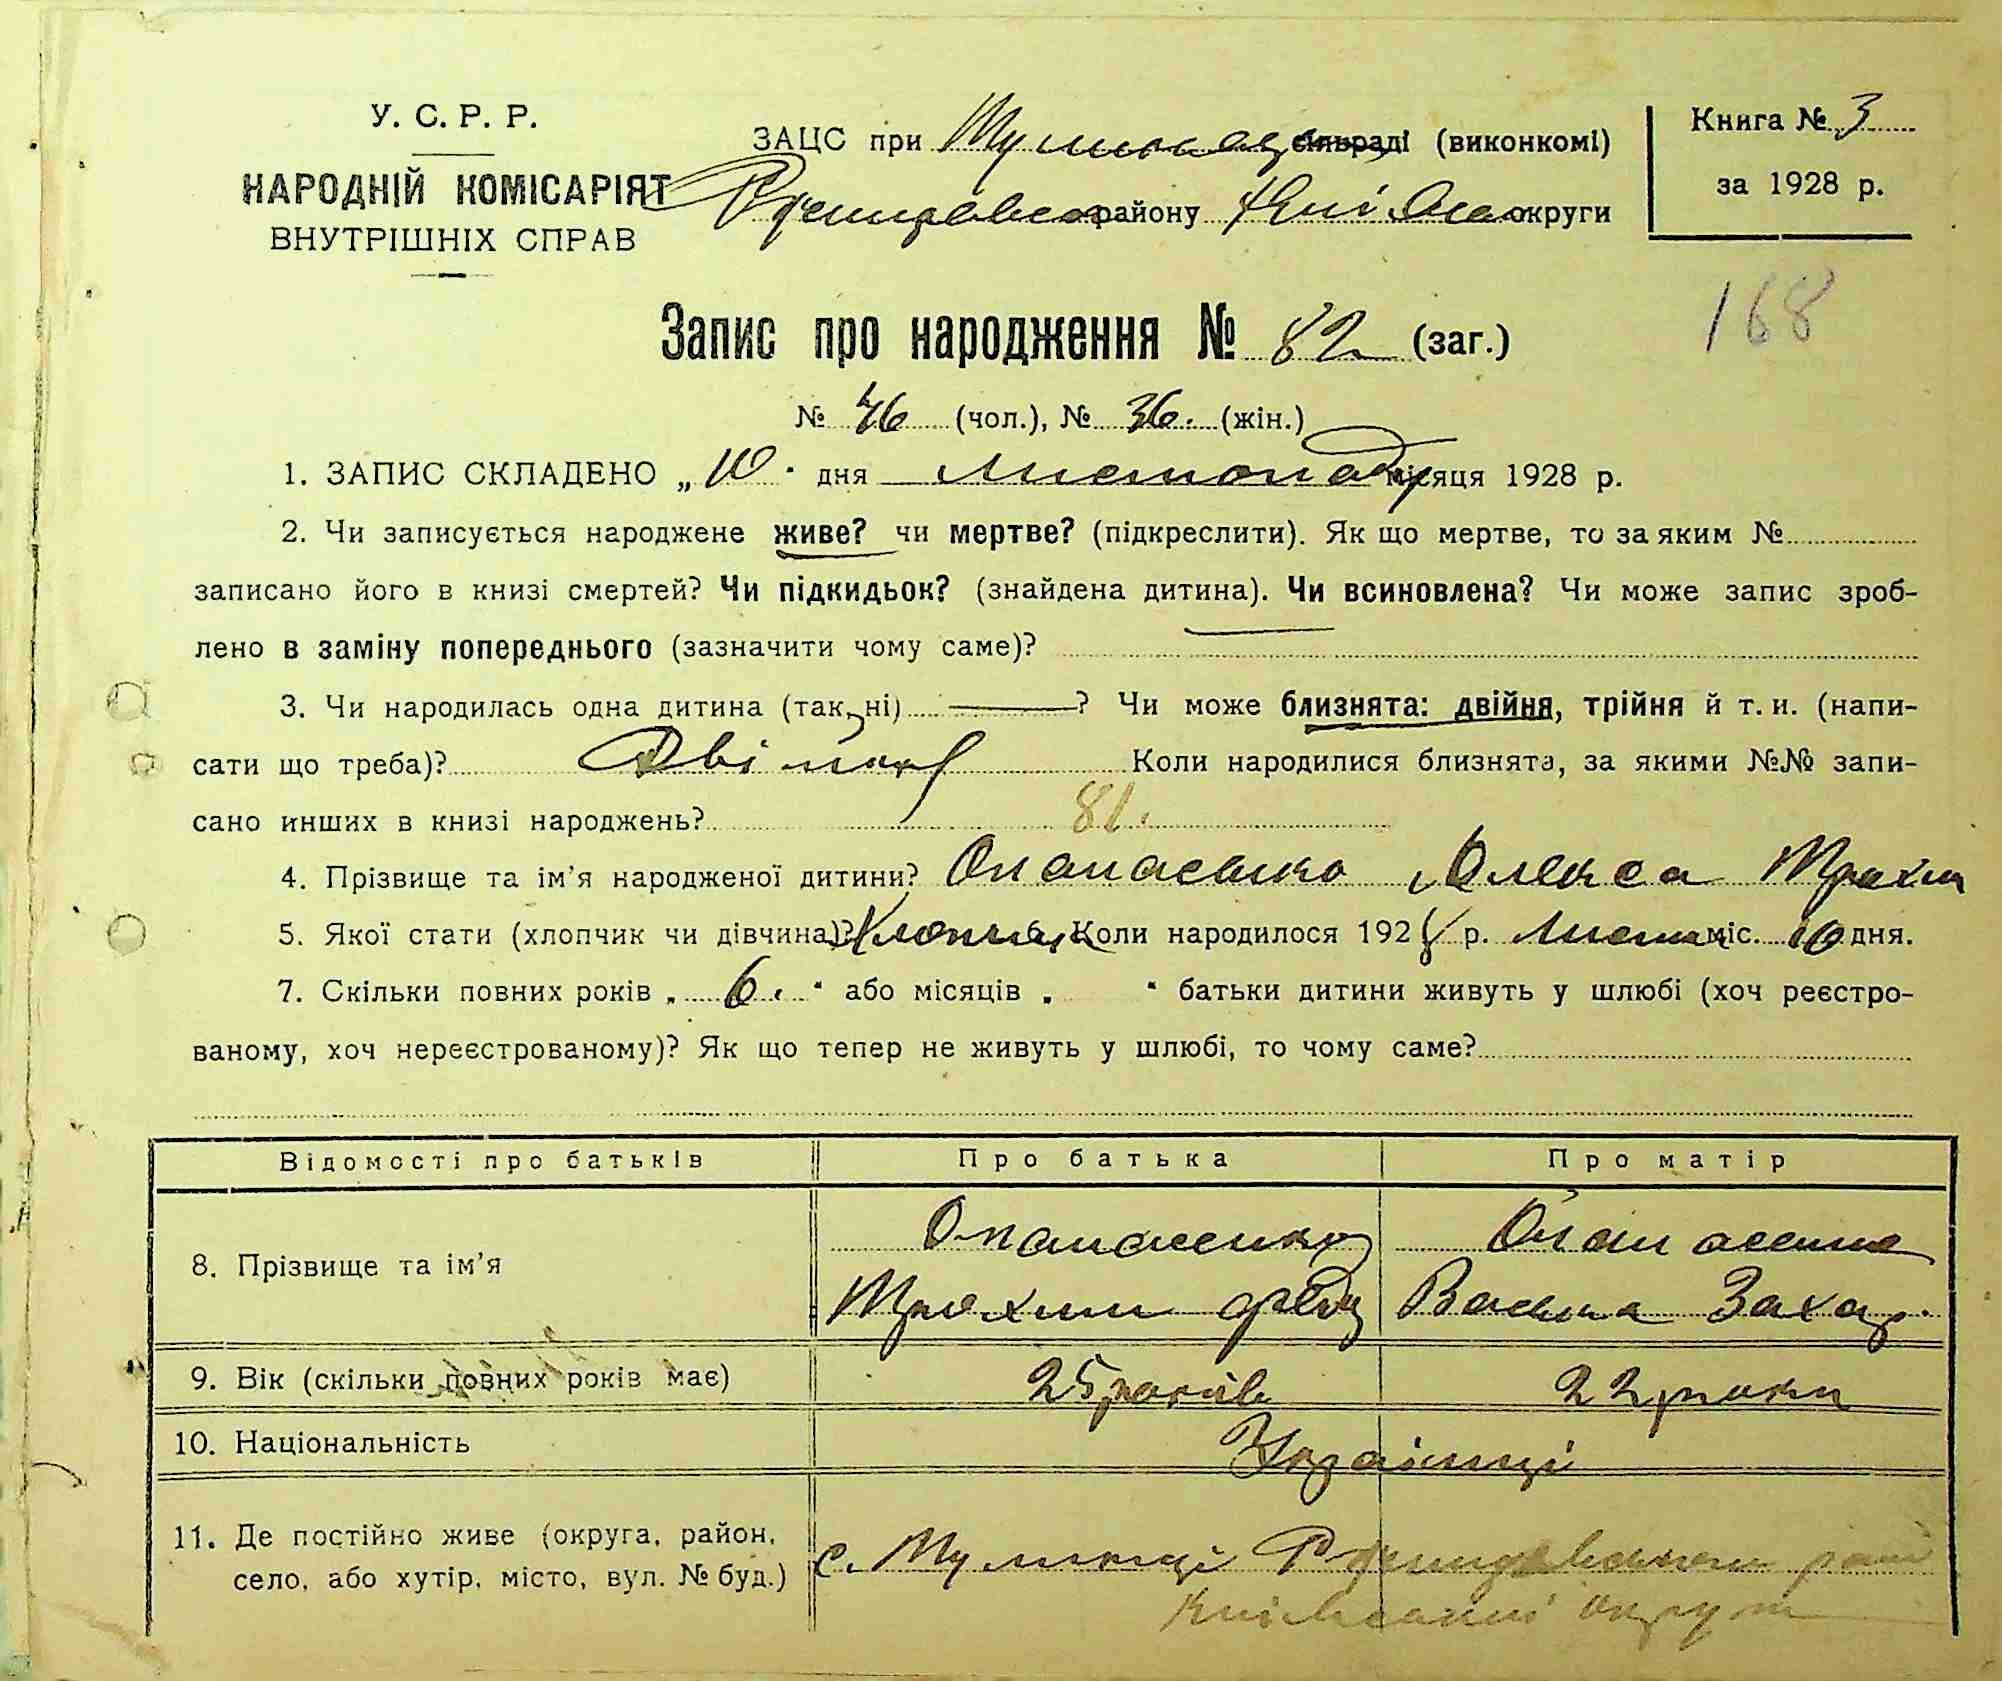 У. С. Р. Р.
НАРОДНІЙ КОМІСАРІЯТ
ВНУТРІШНІХ СПРАВ
ЗАЦС при сільраді (виконкомі)
району округи
Книга № 3
за 1928 р.
168
Запис про народження № 82 (заг.)
№ 46 (чол.), № 36. (жін.)
1. ЗАПИС СКЛАДЕНО „10" дня Листопаду місяця 1928 р.
2. Чи записується народжене живе? чи мертве? (підкреслити). Як що мертве, то за яким №
записано його в книзі смертей? Чи підкидьок? (знайдена дитина). Чи всиновлена? Чи може запис зроб-
лено в заміну попереднього (зазначити чому саме)?
3. Чи народилась одна дитина (так, ні) ——? Чи може близнята: двійня, трійня й т. и. (напи-
сати що треба)? Коли народилися близнята, за якими №№ запи-
сано инших в книзі народжень? 81.
4. Прізвище та ім'я народженої дитини? Опанасенко Олекса Трохим
5. Якої стати (хлопчик чи дівчина)? Хлопчик Коли народилося 1928 р. Листоп міс. 10 дня.
7. Скільки повних років „ 6. " або місяців „ " батьки дитини живуть у шлюбі (хоч реєстро-
ваному, хоч нереєстрованому)? Як що тепер не живуть у шлюбі, то чому саме?
Відомості про батьків Про батька Про матір
8. Прізвище та ім'я Опанасенко Трохим Фед Опанасенко Васина Захар.
9. Вік (скільки повних років має) 25 років 22 роки
10. Національність Українці
11. Де постійно живе (округа, район,
село, або хутір, місто, вул. № буд.) с.
округи